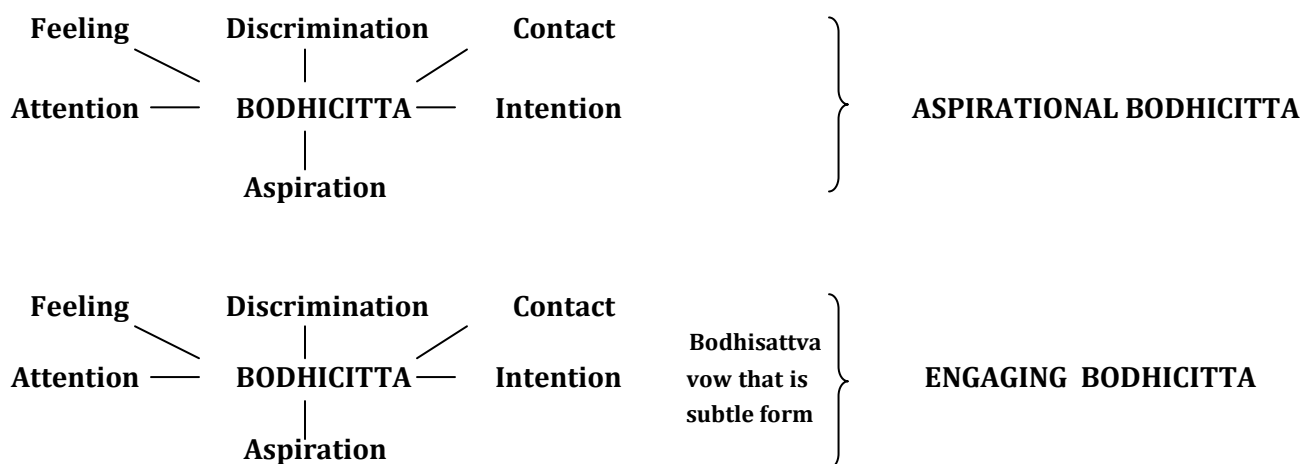 Feeling Discrimination Contact
Attention BODHICITTA Intention ASPIRATIONAL BODHICITTA
Aspiration
Feeling Discrimination Contact
Bodhisattva
Attention BODHICITTA Intention vow that is ENGAGING BODHICITTA
subtle form
Aspiration